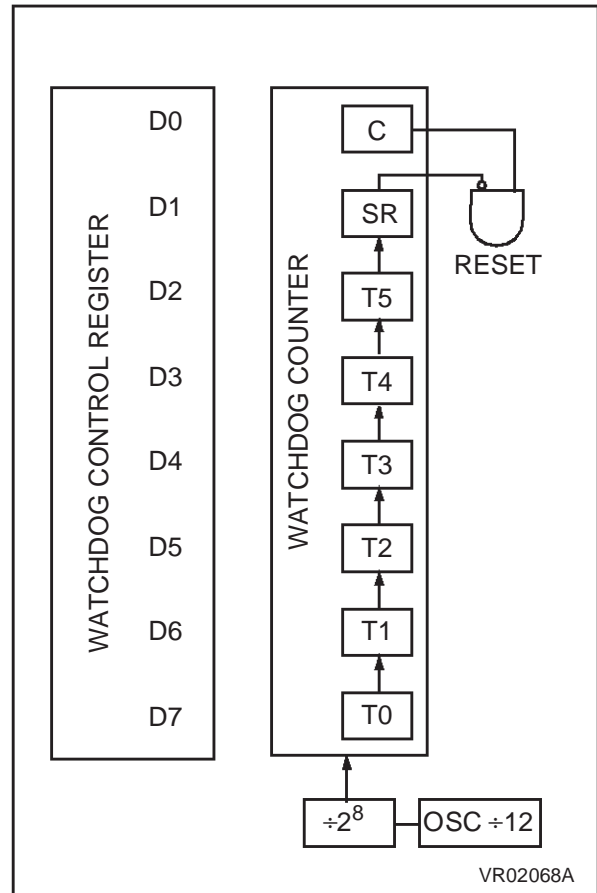 WATCHDOG CONTROL REGISTER
D0
D1
D2
D3
D4
D5
D6
D7
WATCHDOG COUNTER
C
SR
T5
T4
T3
T2
T1
T0
RESET
÷2⁸
OSC ÷12
VR02068A